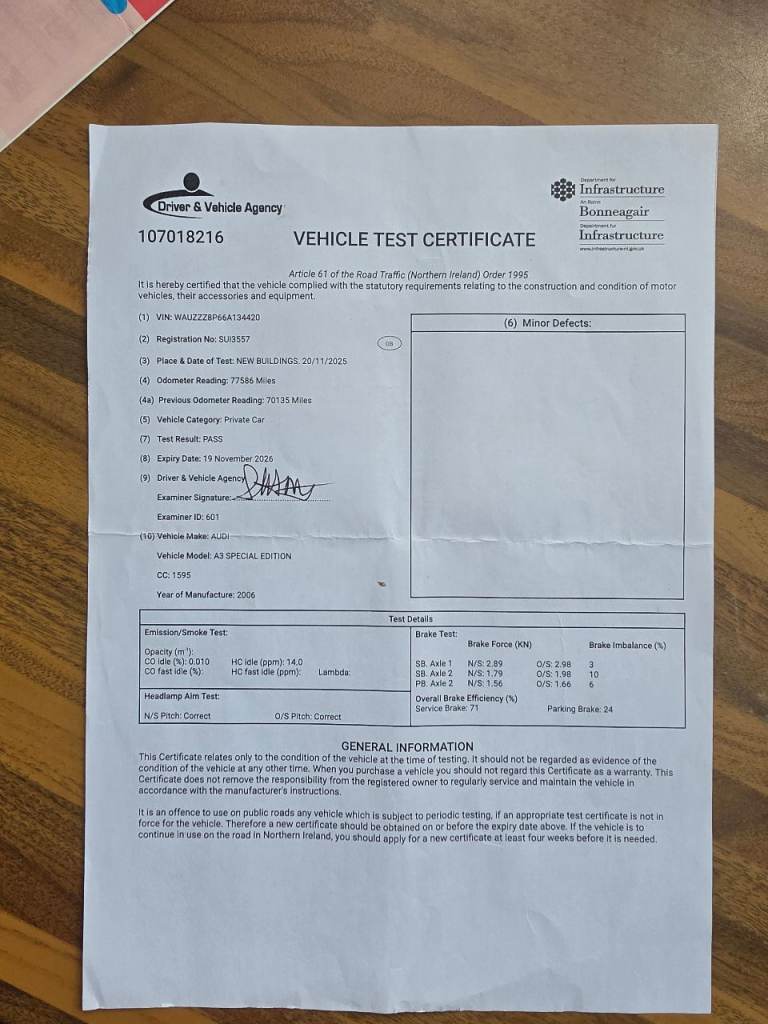 Driver & Vehicle Agency
Department for
Infrastructure
An Roinn
Bonneagair
Department for
Infrastructure
www.infrastructure-ni.gov.uk
107018216
VEHICLE TEST CERTIFICATE
Article 61 of the Road Traffic (Northern Ireland) Order 1995
It is hereby certified that the vehicle complied with the statutory requirements relating to the construction and condition of motor
vehicles, their accessories and equipment.
(1) VIN: WAUZZZ8P66A134420
(2) Registration No: SUI3557
GB
(3) Place & Date of Test: NEW BUILDINGS, 20/11/2025
(4) Odometer Reading: 77586 Miles
(4a) Previous Odometer Reading: 70135 Miles
(5) Vehicle Category: Private Car
(7) Test Result: PASS
(8) Expiry Date: 19 November 2026
(9) Driver & Vehicle Agency
Examiner Signature:
Examiner ID: 601
(10) Vehicle Make: AUDI
Vehicle Model: A3 SPECIAL EDITION
CC: 1595
Year of Manufacture: 2006
(6) Minor Defects:
Test Details
Emission/Smoke Test:
Opacity (m⁻¹):
CO idle (%): 0.010 HC idle (ppm): 14.0
CO fast idle (%): HC fast idle (ppm): Lambda:
Headlamp Aim Test:
N/S Pitch: Correct O/S Pitch: Correct
Brake Test:
Brake Force (KN) Brake Imbalance (%)
SB. Axle 1 N/S: 2.89 O/S: 2.98 3
SB. Axle 2 N/S: 1.79 O/S: 1.98 10
PB. Axle 2 N/S: 1.56 O/S: 1.66 6
Overall Brake Efficiency (%)
Service Brake: 71 Parking Brake: 24
GENERAL INFORMATION
This Certificate relates only to the condition of the vehicle at the time of testing. It should not be regarded as evidence of the
condition of the vehicle at any other time. When you purchase a vehicle you should not regard this Certificate as a warranty. This
Certificate does not remove the responsibility from the registered owner to regularly service and maintain the vehicle in
accordance with the manufacturer's instructions.
It is an offence to use on public roads any vehicle which is subject to periodic testing, if an appropriate test certificate is not in
force for the vehicle. Therefore a new certificate should be obtained on or before the expiry date above. If the vehicle is to
continue in use on the road in Northern Ireland, you should apply for a new certificate at least four weeks before it is needed.